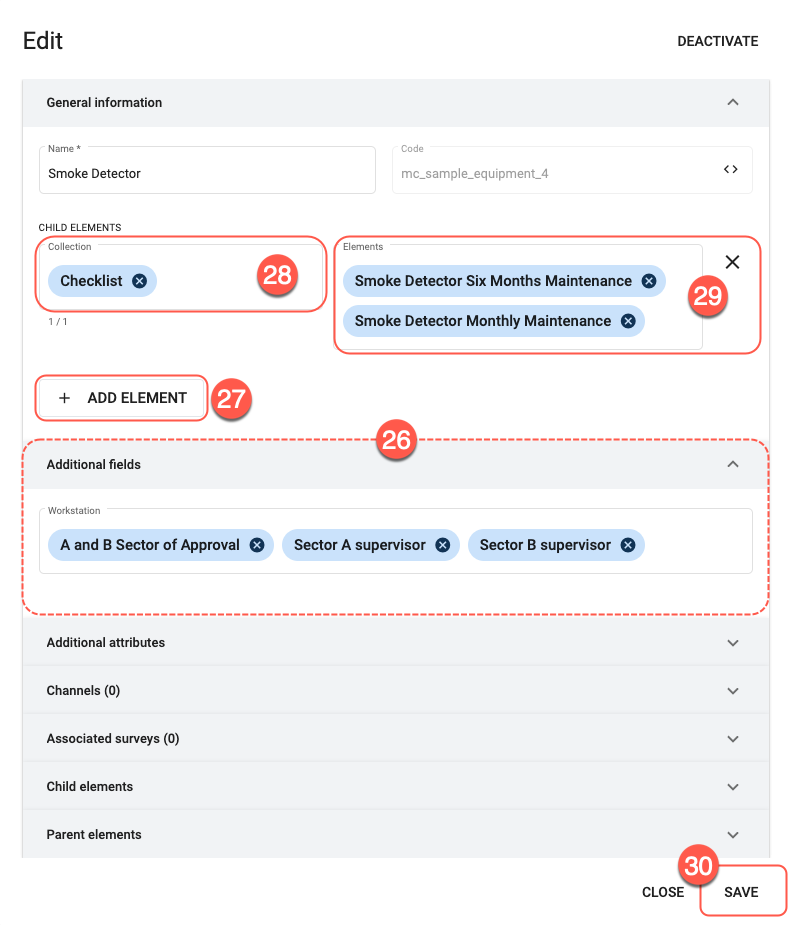 Edit
DEACTIVATE
General information
Name *
Smoke Detector
Code
mc_sample_equipment_4
CHILD ELEMENTS
Collection
Checklist
28
1 / 1
Elements
Smoke Detector Six Months Maintenance
Smoke Detector Monthly Maintenance
29
+ ADD ELEMENT
27
26
Additional fields
Workstation
A and B Sector of Approval Sector A supervisor Sector B supervisor
Additional attributes
Channels (0)
Associated surveys (0)
Child elements
Parent elements
30
CLOSE SAVE